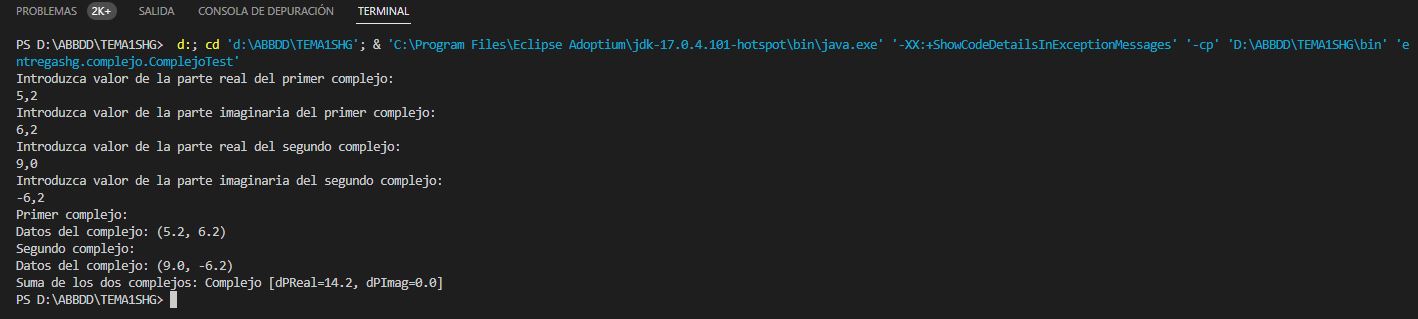 PROBLEMAS 2K+ SALIDA CONSOLA DE DEPURACIÓN TERMINAL
PS D:\ABBDD\TEMA1SHG>  d:; cd 'd:\ABBDD\TEMA1SHG'; & 'C:\Program Files\Eclipse Adoptium\jdk-17.0.4.101-hotspot\bin\java.exe' '-XX:+ShowCodeDetailsInExceptionMessages' '-cp' 'D:\ABBDD\TEMA1SHG\bin' 'e
ntregashg.complejo.ComplejoTest'
Introduzca valor de la parte real del primer complejo:
5,2
Introduzca valor de la parte imaginaria del primer complejo:
6,2
Introduzca valor de la parte real del segundo complejo:
9,0
Introduzca valor de la parte imaginaria del segundo complejo:
-6,2
Primer complejo:
Datos del complejo: (5.2, 6.2)
Segundo complejo:
Datos del complejo: (9.0, -6.2)
Suma de los dos complejos: Complejo [dPReal=14.2, dPImag=0.0]
PS D:\ABBDD\TEMA1SHG>